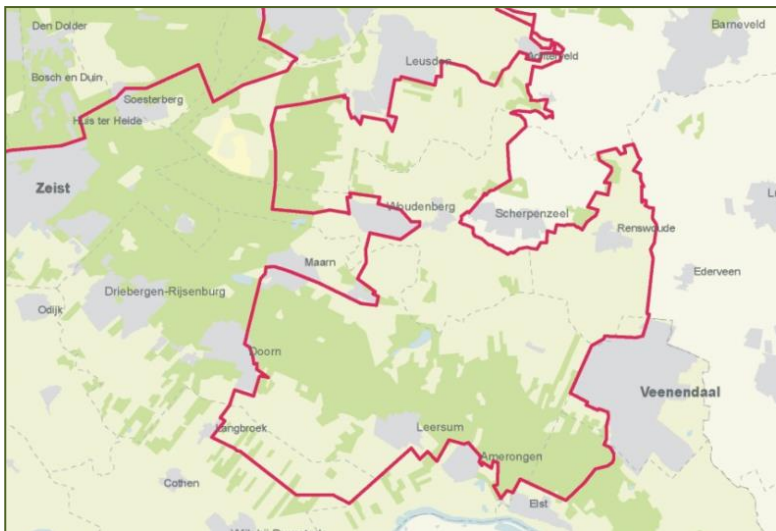 Den Dolder
Barneveld
Leusden
Achterveld
Bosch en Duin
Soesterberg
Huis ter Heide
Zeist
Woudenberg
Scherpenzeel
Renswoude
Maarn
Ederveen
Driebergen-Rijsenburg
Odijk
Doorn
Veenendaal
Langbroek
Leersum
Amerongen
Cothen
Elst